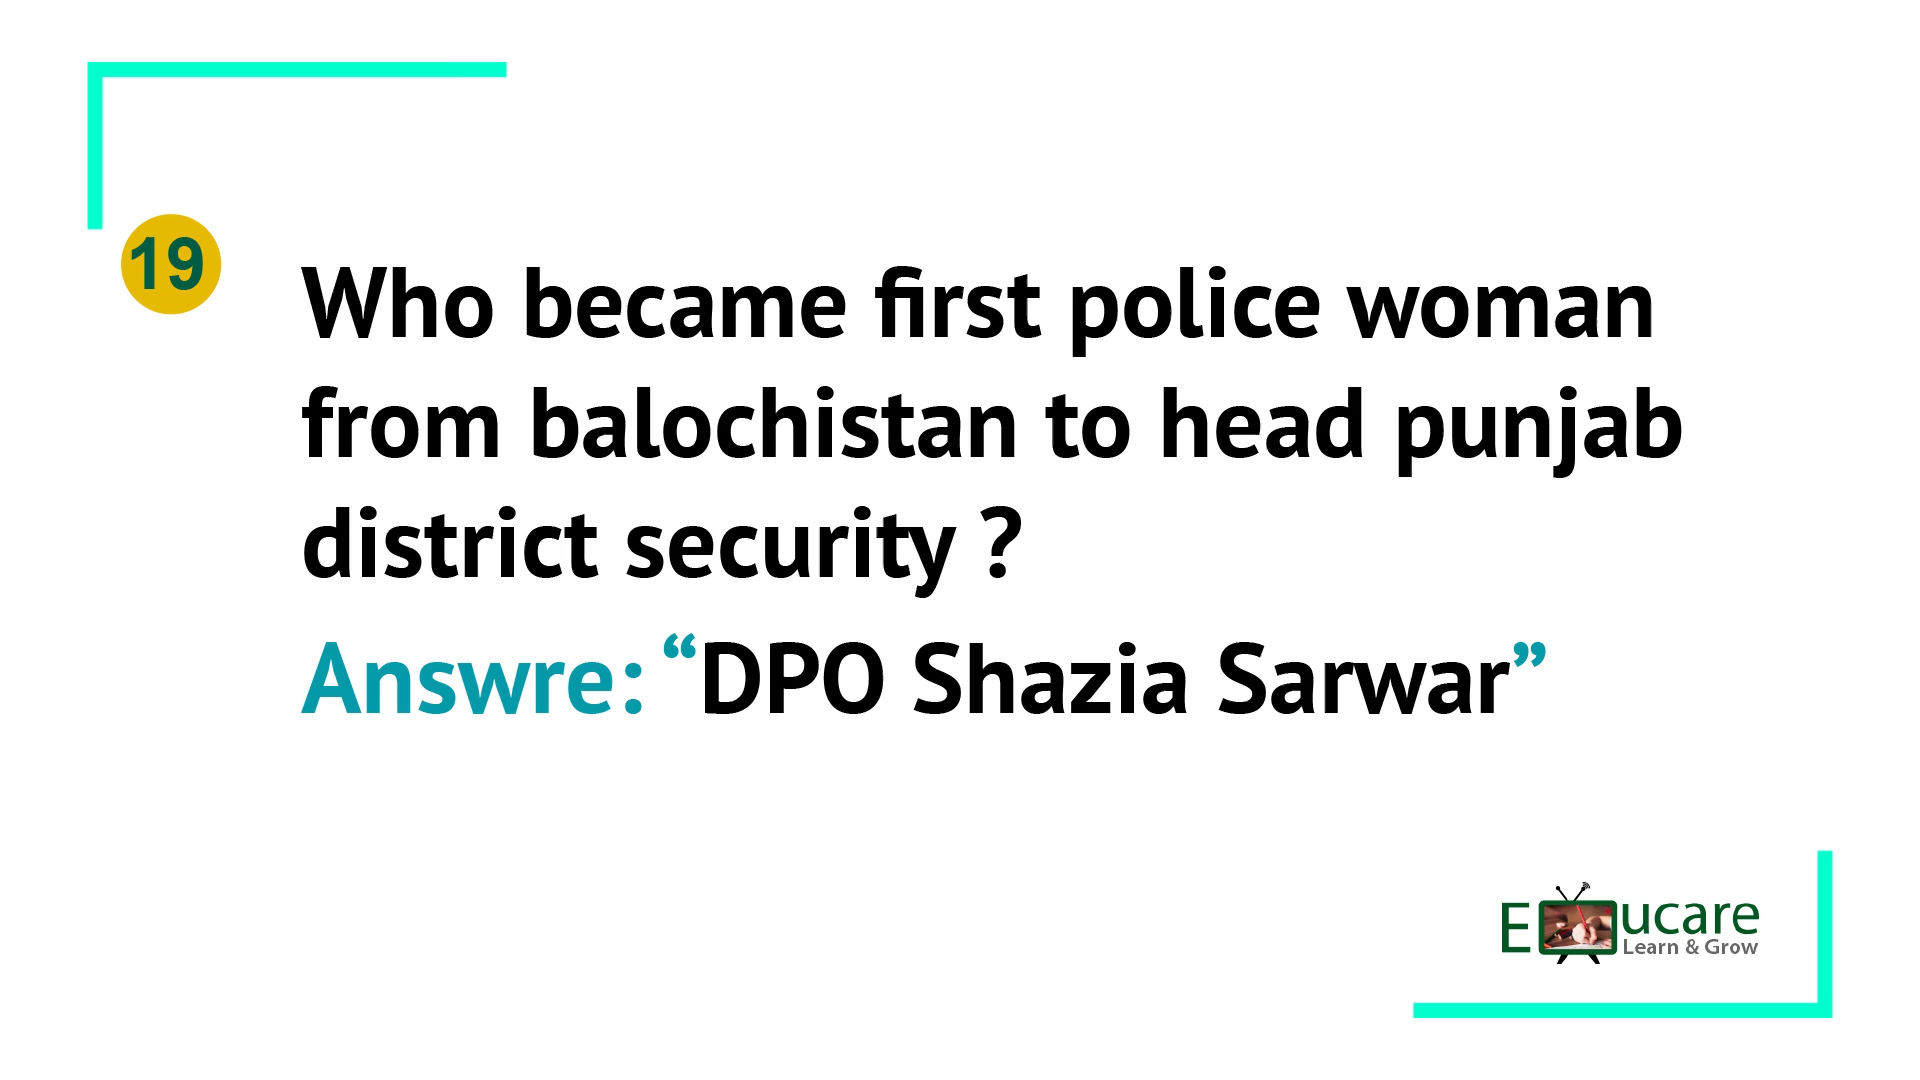 19
Who became first police woman
from balochistan to head punjab
district security ?
Answre: “DPO Shazia Sarwar”
Educare
Learn & Grow